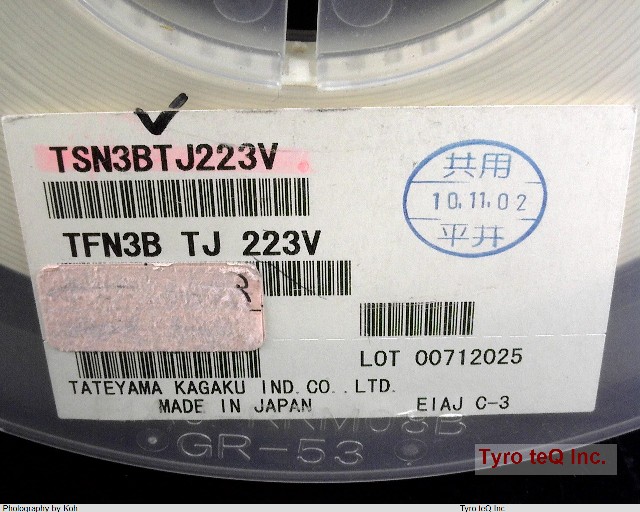 TSN3BTJ223V
共用
10.11.02
平井
TFN3B TJ 223V
LOT 00712025
TATEYAMA KAGAKU IND.CO.,LTD.
MADE IN JAPAN EIAJ C-3
GR-53
Tyro teQ Inc.
Photography by Koh Tyro teQ Inc